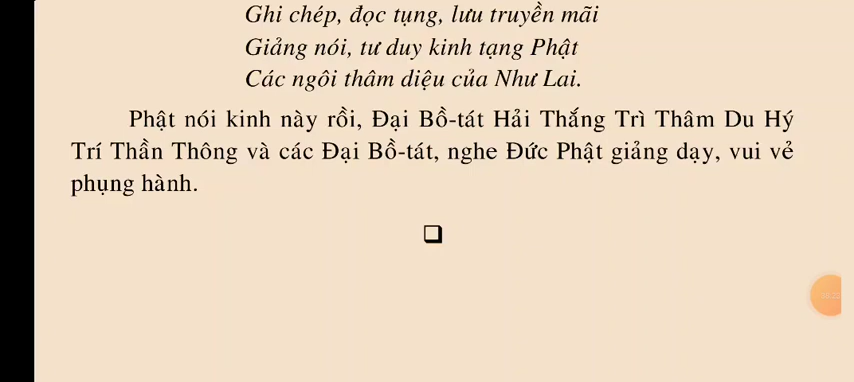 Ghi chép, đọc tụng, lưu truyền mãi
Giảng nói, tư duy kinh tạng Phật
Các ngôi thâm diệu của Như Lai.
Phật nói kinh này rồi, Đại Bồ-tát Hải Thắng Trì Thâm Du Hý
Trí Thần Thông và các Đại Bồ-tát, nghe Đức Phật giảng dạy, vui vẻ
phụng hành.